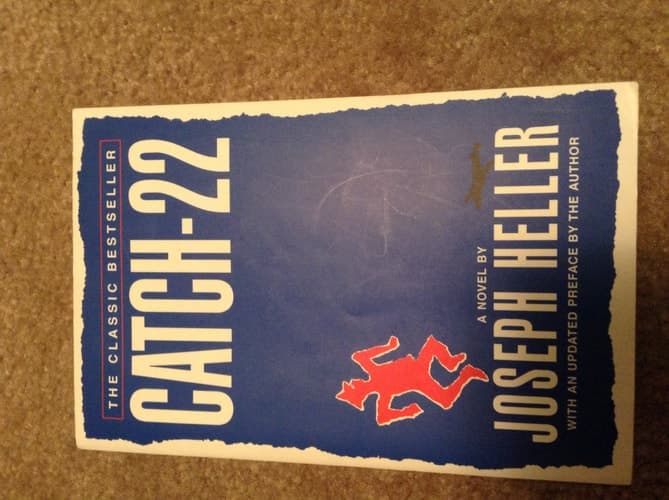 THE CLASSIC BESTSELLER
CATCH-22
A NOVEL BY
JOSEPH HELLER
WITH AN UPDATED PREFACE BY THE AUTHOR